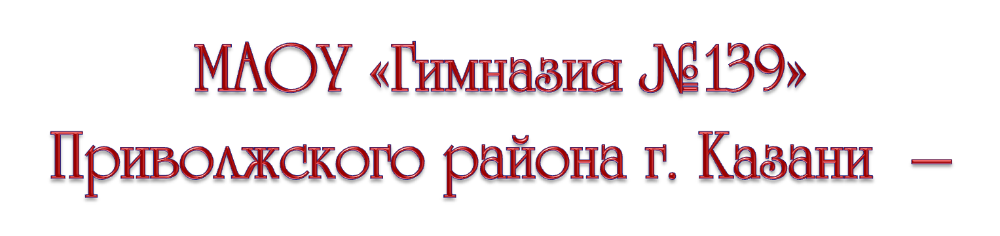 МАОУ «Гимназия №139»
Приволжского района г. Казани –